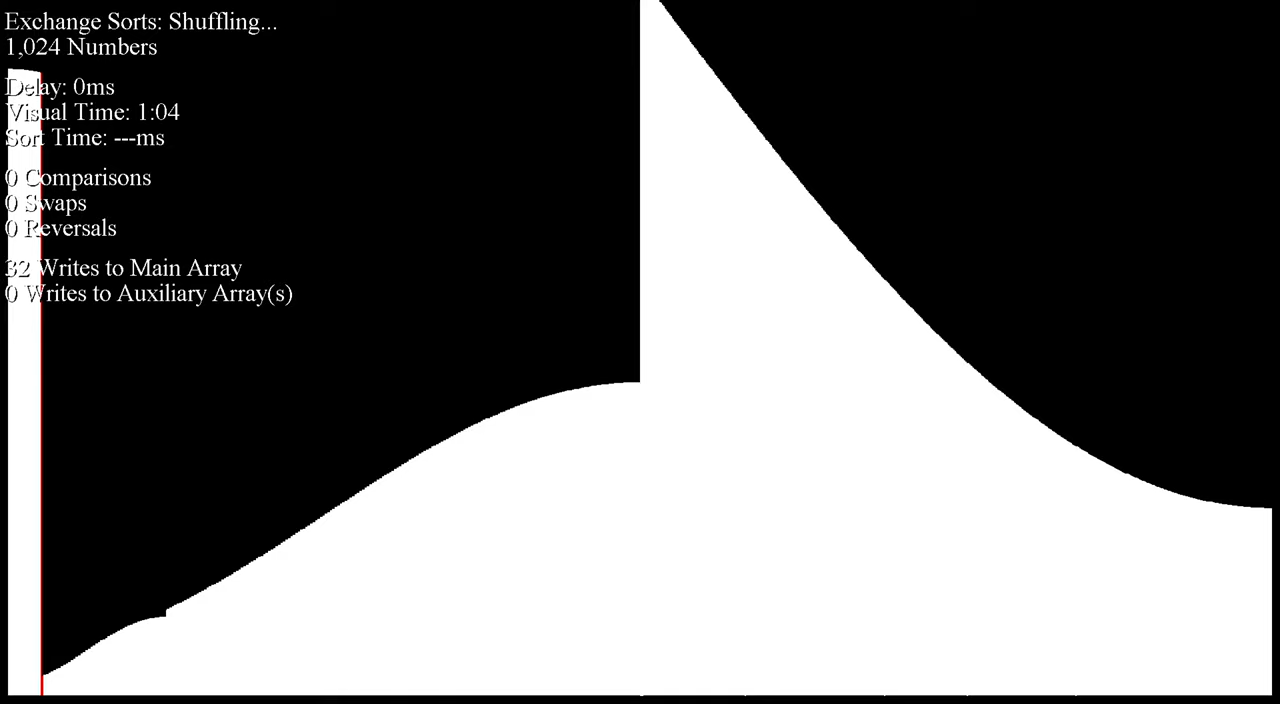 Exchange Sorts: Shuffling...
1,024 Numbers
Delay: 0ms
Visual Time: 1:04
Sort Time: ---ms
0 Comparisons
0 Swaps
0 Reversals
32 Writes to Main Array
0 Writes to Auxiliary Array(s)